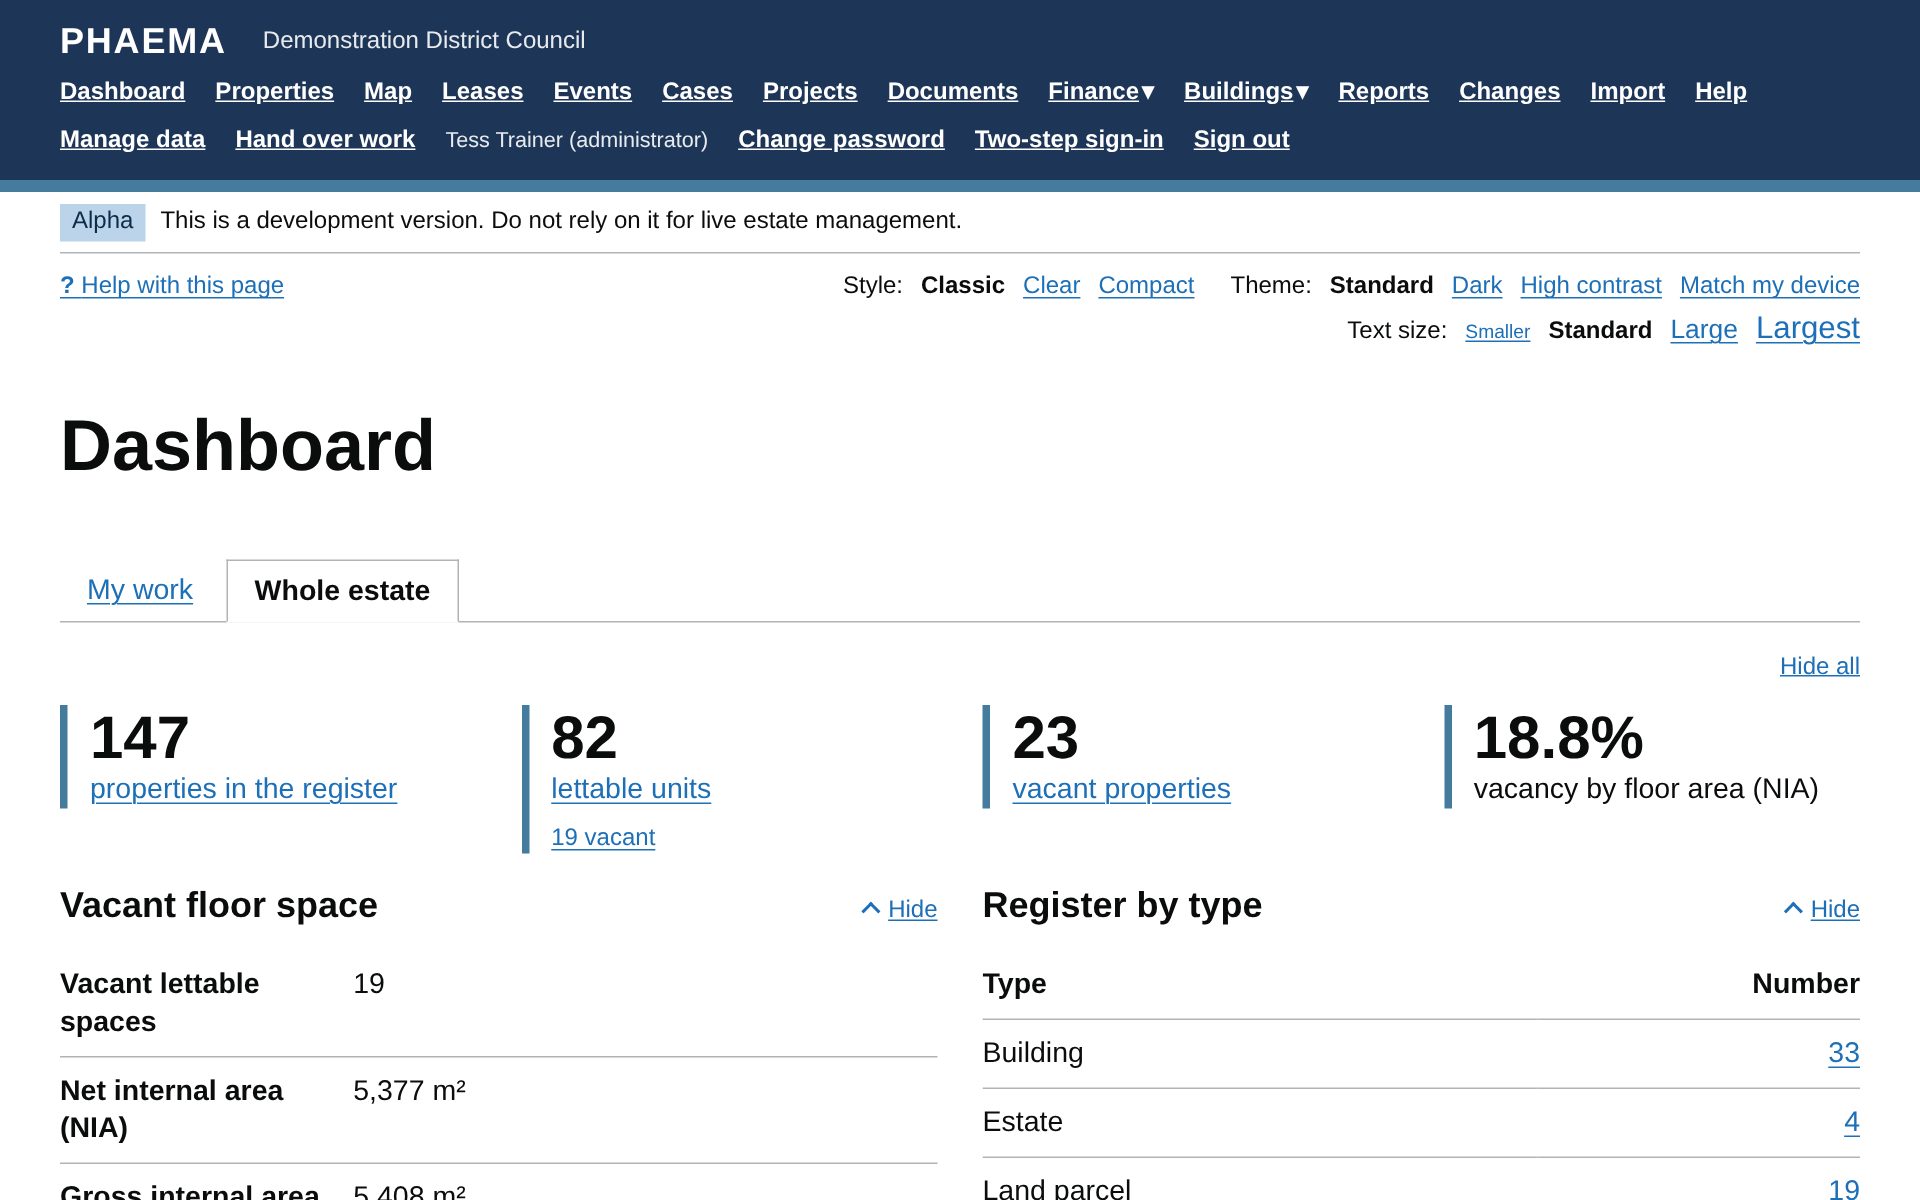 PHAEMA Demonstration District Council
Dashboard Properties Map Leases Events Cases Projects Documents Finance▾ Buildings▾ Reports Changes Import Help
Manage data Hand over work Tess Trainer (administrator) Change password Two-step sign-in Sign out
Alpha This is a development version. Do not rely on it for live estate management.
? Help with this page Style: Classic Clear Compact Theme: Standard Dark High contrast Match my device
Text size: Smaller Standard Large Largest
Dashboard
My work Whole estate
Hide all
147 82 23 18.8%
properties in the register lettable units vacant properties vacancy by floor area (NIA)
19 vacant
Vacant floor space Hide
Vacant lettable spaces 19
Net internal area (NIA) 5,377 m²
Gross internal area 5,408 m²
Register by type Hide
Type Number
Building 33
Estate 4
Land parcel 19